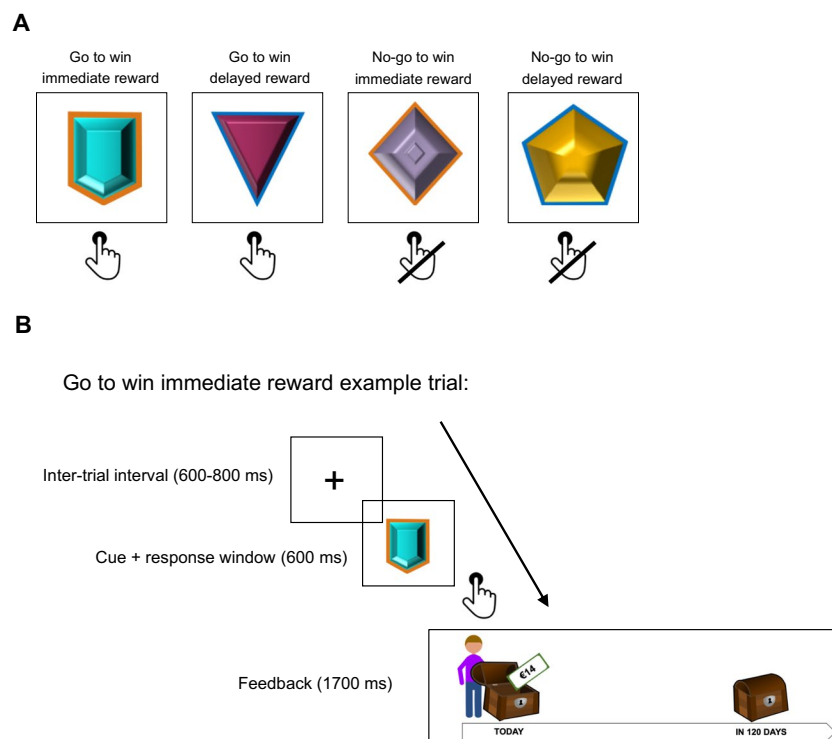 A
Go to win
immediate reward
Go to win
delayed reward
No-go to win
immediate reward
No-go to win
delayed reward
B
Go to win immediate reward example trial:
Inter-trial interval (600-800 ms)
+
Cue + response window (600 ms)
Feedback (1700 ms)
€14
1
1
TODAY
IN 120 DAYS